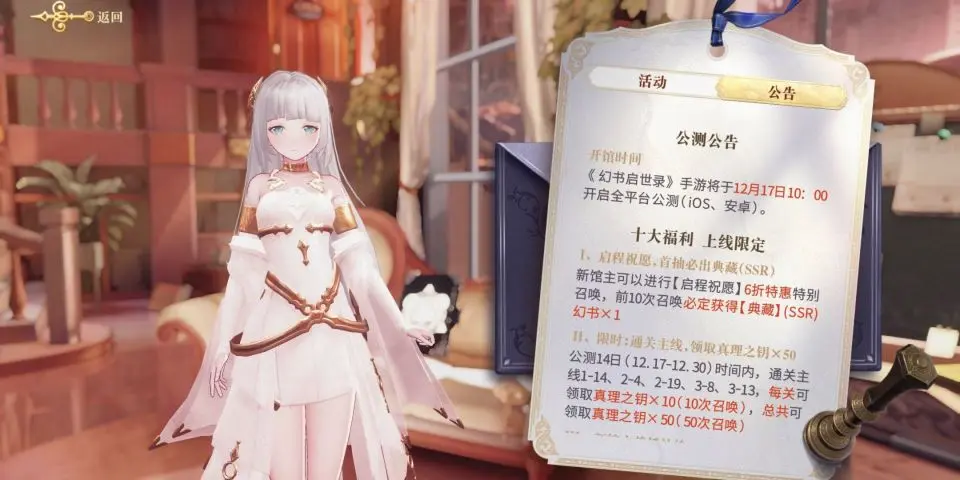 返回
活动
公告
公测公告
开馆时间
《幻书启世录》手游将于12月17日10：00
开启全平台公测（iOS、安卓）。
十大福利 上线限定
I、启程祝愿，首抽必出典藏(SSR)
新馆主可以进行【启程祝愿】6折特惠特别
召唤，前10次召唤必定获得【典藏】(SSR)
幻书×1
II、限时：通关主线，领取真理之钥×50
公测14日（12.17-12.30）时间内，通关主
线1-14、2-4、2-19、3-8、3-13，每关可
领取真理之钥×10(10次召唤），总共可
领取真理之钥×50(50次召唤）